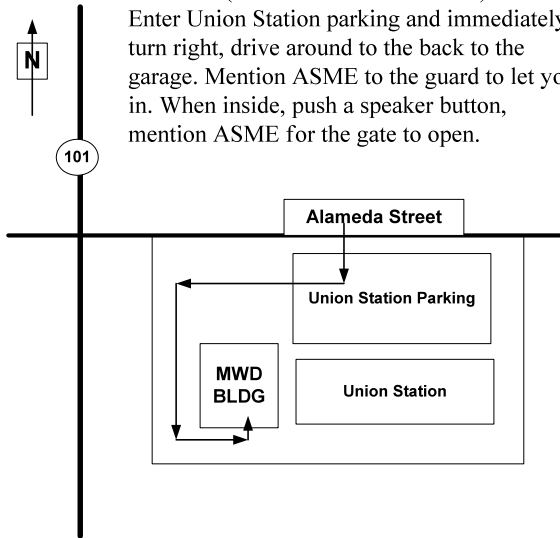 Enter Union Station parking and immediately
turn right, drive around to the back to the
garage. Mention ASME to the guard to let
in. When inside, push a speaker button,
mention ASME for the gate to open.
N
101
Alameda Street
Union Station Parking
MWD
BLDG
Union Station